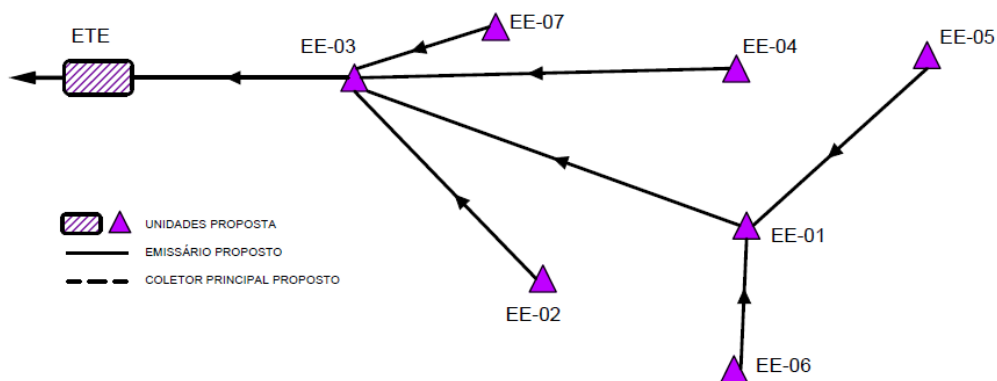 ETE
EE-03
EE-07
EE-04
EE-05
EE-01
EE-02
EE-06
UNIDADES PROPOSTA
EMISSÁRIO PROPOSTO
COLETOR PRINCIPAL PROPOSTO